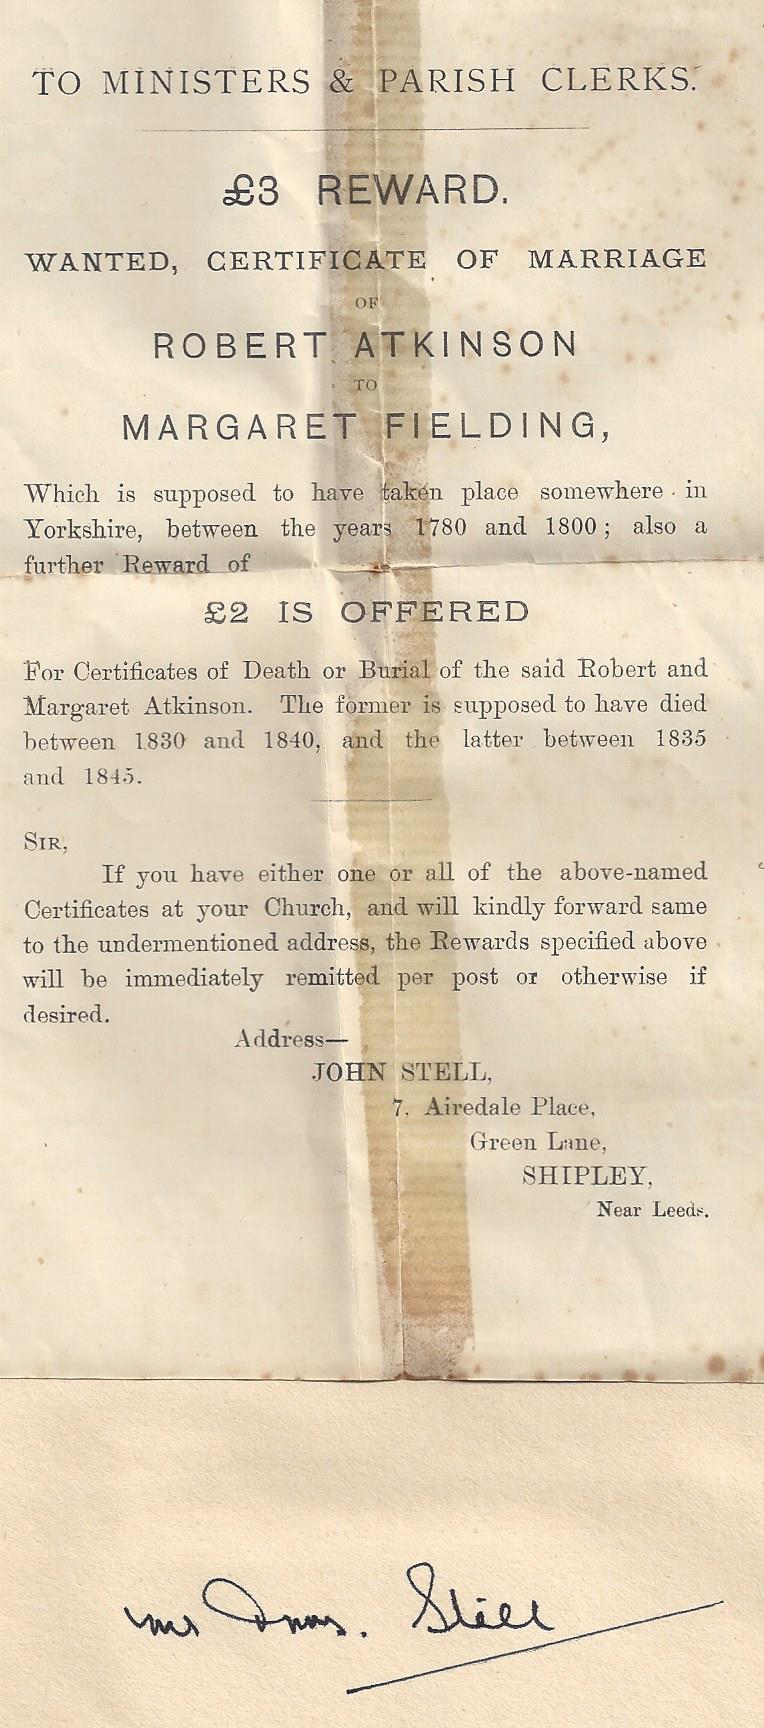 TO MINISTERS & PARISH CLERKS.
£3 REWARD.
WANTED, CERTIFICATE OF MARRIAGE
OF
ROBERT ATKINSON
TO
MARGARET FIELDING,
Which is supposed to have taken place somewhere in
Yorkshire, between the years 1780 and 1800; also a
further Reward of
£2 IS OFFERED
For Certificates of Death or Burial of the said Robert and
Margaret Atkinson. The former is supposed to have died
between 1830 and 1840, and the latter between 1835
and 1845.
SIR,
If you have either one or all of the above-named
Certificates at your Church, and will kindly forward same
to the undermentioned address, the Rewards specified above
will be immediately remitted per post or otherwise if
desired.
Address—
JOHN STELL,
7, Airedale Place,
Green Lane,
SHIPLEY,
Near Leeds.
Stell